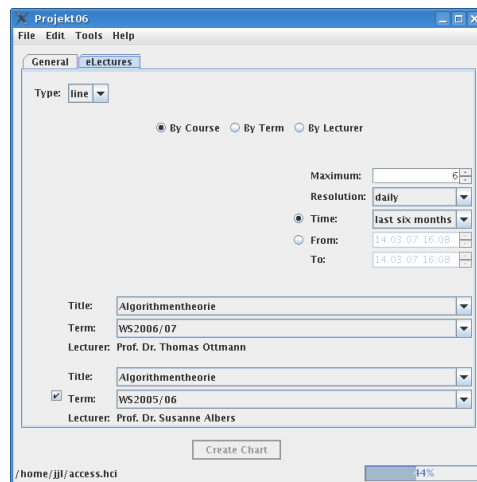 Projekt06
File Edit Tools Help
General eLectures
Type: line
By Course By Term By Lecturer
Maximum: 6
Resolution: daily
Time: last six months
From: 14.03.07 16:08
To: 14.03.07 16:08
Title: Algorithmentheorie
Term: WS2006/07
Lecturer: Prof. Dr. Thomas Ottmann
Title: Algorithmentheorie
Term: WS2005/06
Lecturer: Prof. Dr. Susanne Albers
Create Chart
/home/jjl/access.hci 44%